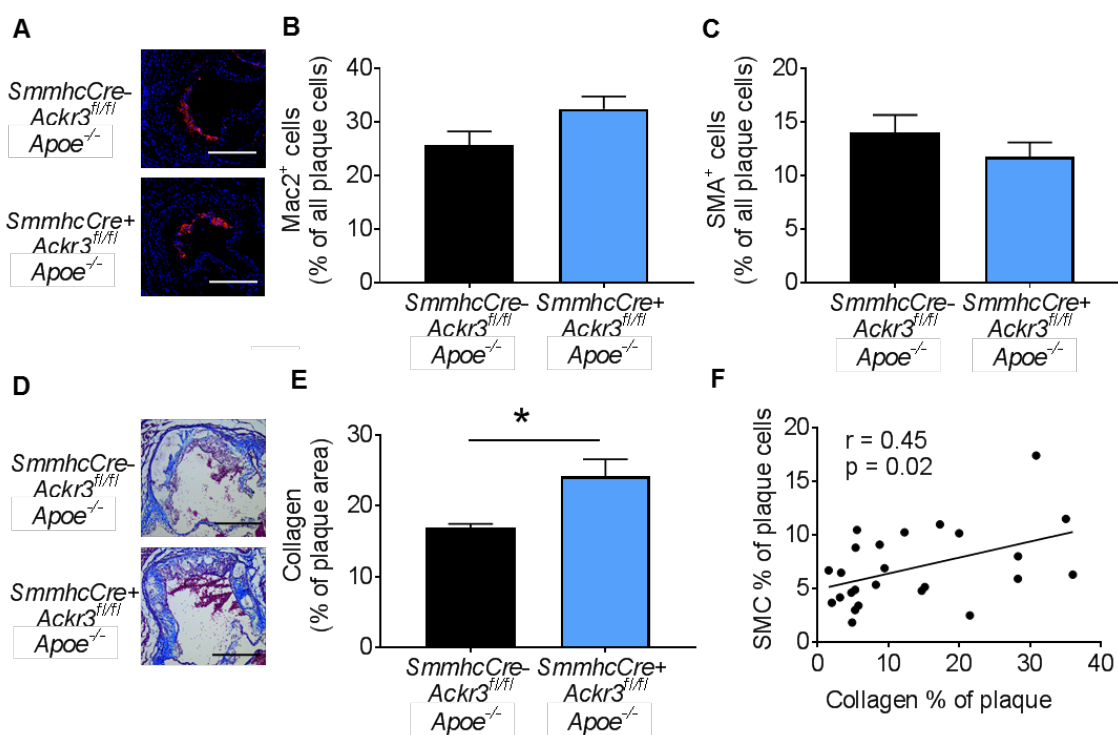 A
SmmhcCre-
Ackr3fl/fl
Apoe-/-
SmmhcCre+
Ackr3fl/fl
Apoe-/-
B
Mac2+ cells
(% of all plaque cells)
40
30
20
10
0
SmmhcCre- SmmhcCre+
Ackr3fl/fl Ackr3fl/fl
Apoe-/- Apoe-/-
C
SMA+ cells
(% of all plaque cells)
20
15
10
5
0
SmmhcCre- SmmhcCre+
Ackr3fl/fl Ackr3fl/fl
Apoe-/- Apoe-/-
D
SmmhcCre-
Ackr3fl/fl
Apoe-/-
SmmhcCre+
Ackr3fl/fl
Apoe-/-
E
Collagen
(% of plaque area)
30
20
10
0
*
SmmhcCre- SmmhcCre+
Ackr3fl/fl Ackr3fl/fl
Apoe-/- Apoe-/-
F
SMC % of plaque cells
20
15
10
5
0
r = 0.45
p = 0.02
0 10 20 30 40
Collagen % of plaque